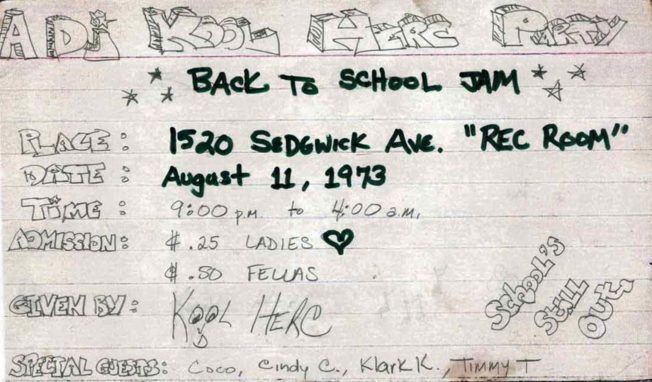 A DJ KOOL HERC PARTY
BACK TO SCHOOL JAM
PLACE: 1520 SEDGWICK AVE. "REC ROOM"
DATE: August 11, 1973
TIME: 9:00 p.m. to 4:00 a.m.
ADMISSION: $.25 LADIES
$.50 FELLAS
SCHOOL'S STILL OUT.
GIVEN BY: KOOL HERC
SPECIAL GUESTS: Coco, Cindy C., Klark K., TIMMY T